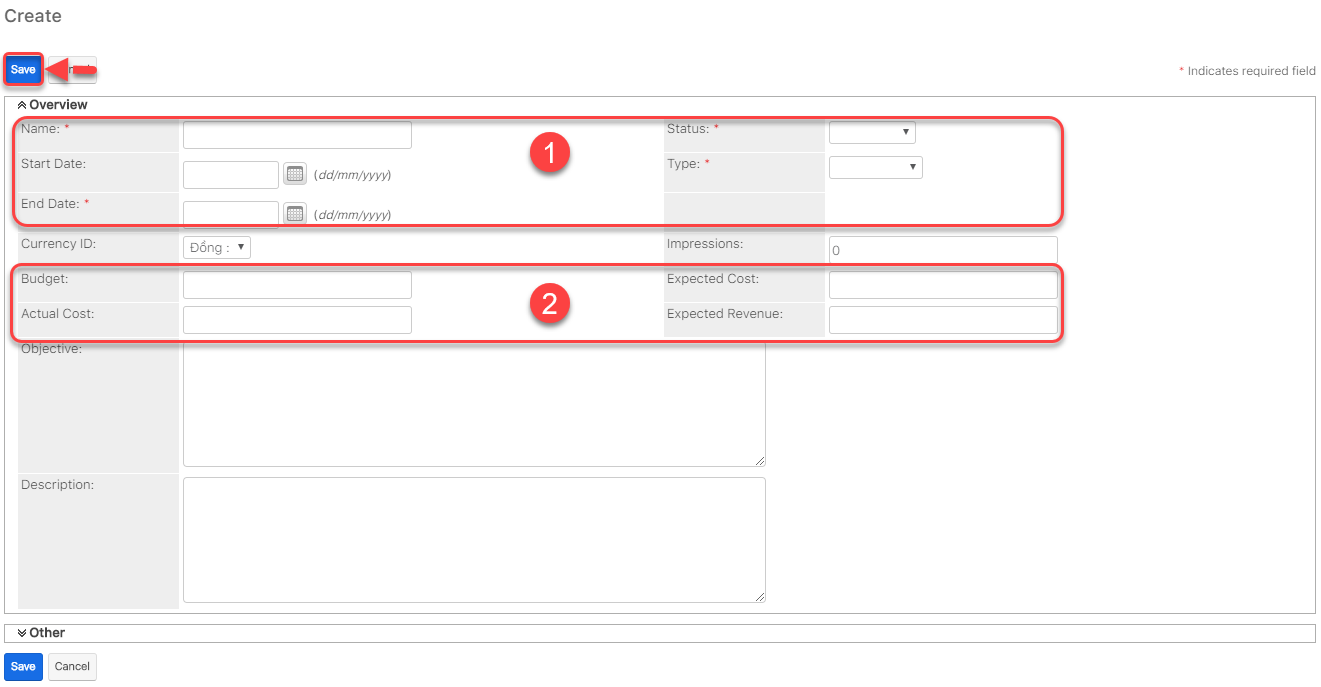 Create
Save
* Indicates required field
Overview
Name: *
Status: *
1
Start Date:
(dd/mm/yyyy)
Type: *
End Date: *
(dd/mm/yyyy)
Currency ID:
Đồng :
Impressions:
0
Budget:
Expected Cost:
2
Actual Cost:
Expected Revenue:
Objective:
Description:
Other
Save
Cancel